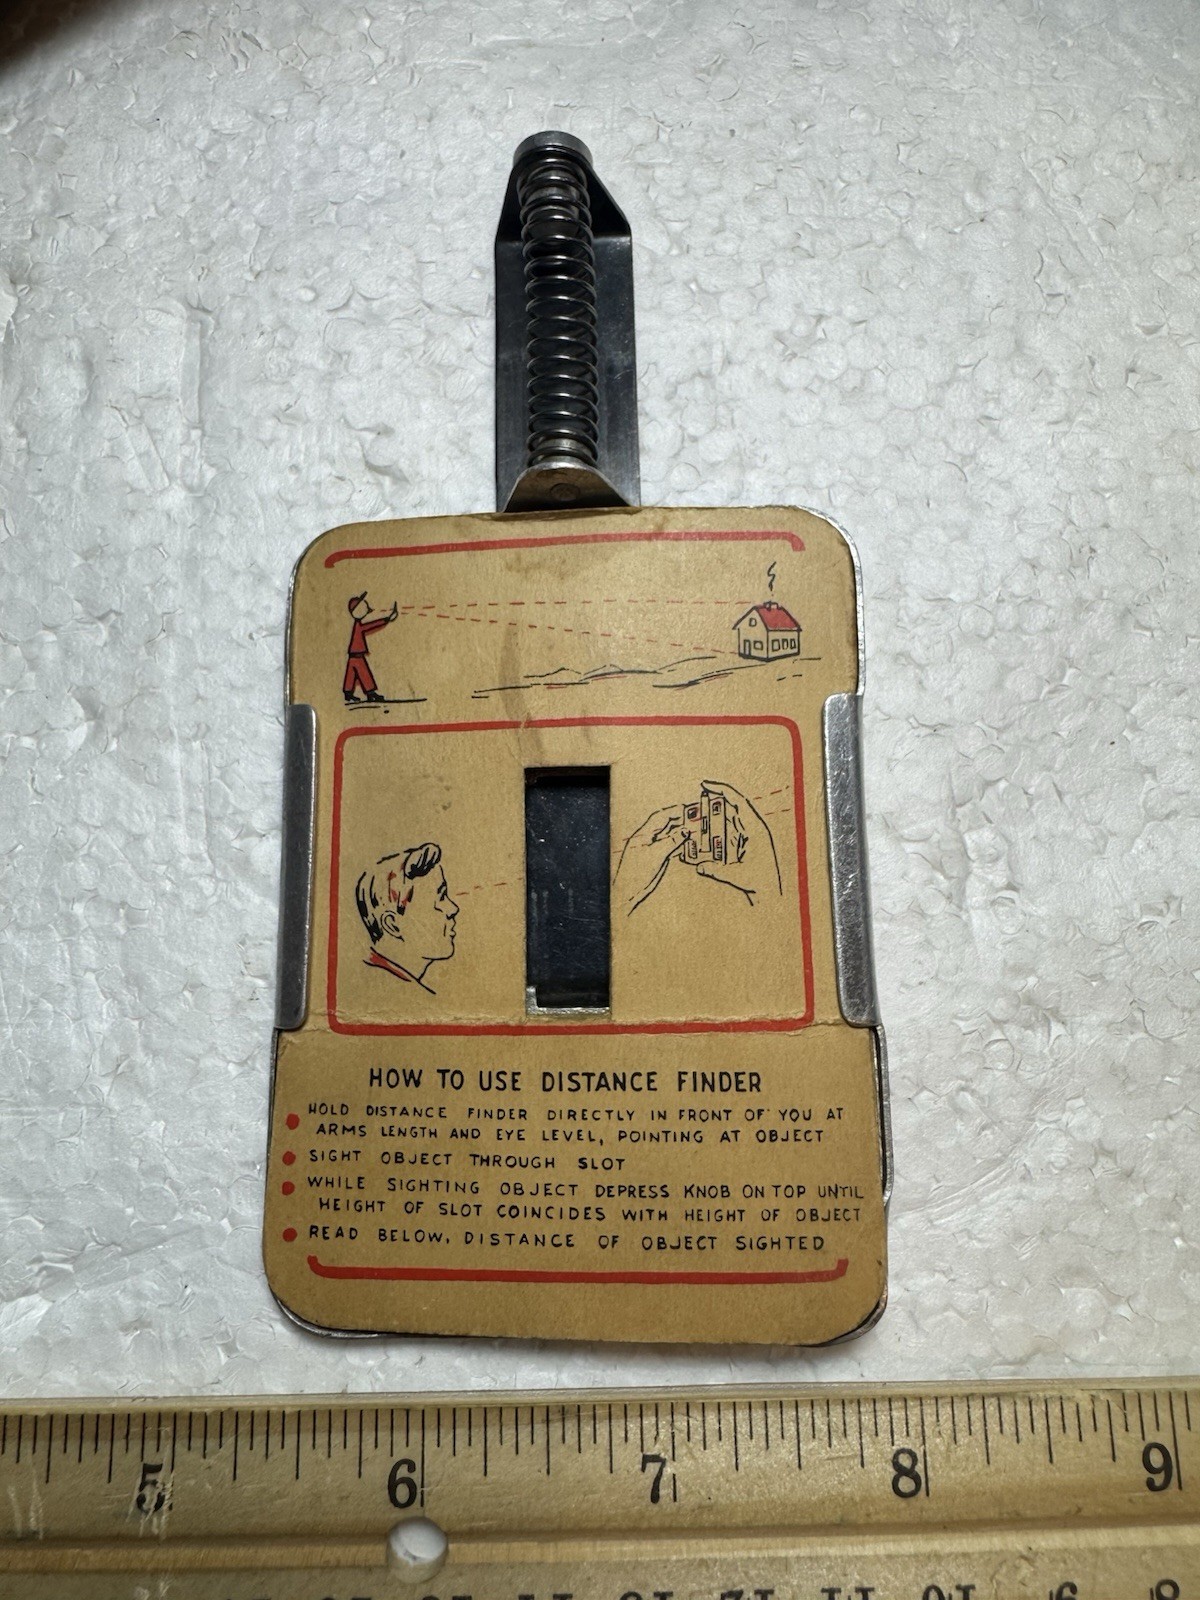 HOW TO USE DISTANCE FINDER
HOLD DISTANCE FINDER DIRECTLY IN FRONT OF YOU AT
ARMS LENGTH AND EYE LEVEL, POINTING AT OBJECT
SIGHT OBJECT THROUGH SLOT
WHILE SIGHTING OBJECT DEPRESS KNOB ON TOP UNTIL
HEIGHT OF SLOT COINCIDES WITH HEIGHT OF OBJECT
READ BELOW, DISTANCE OF OBJECT SIGHTED
5 6 7 8 9